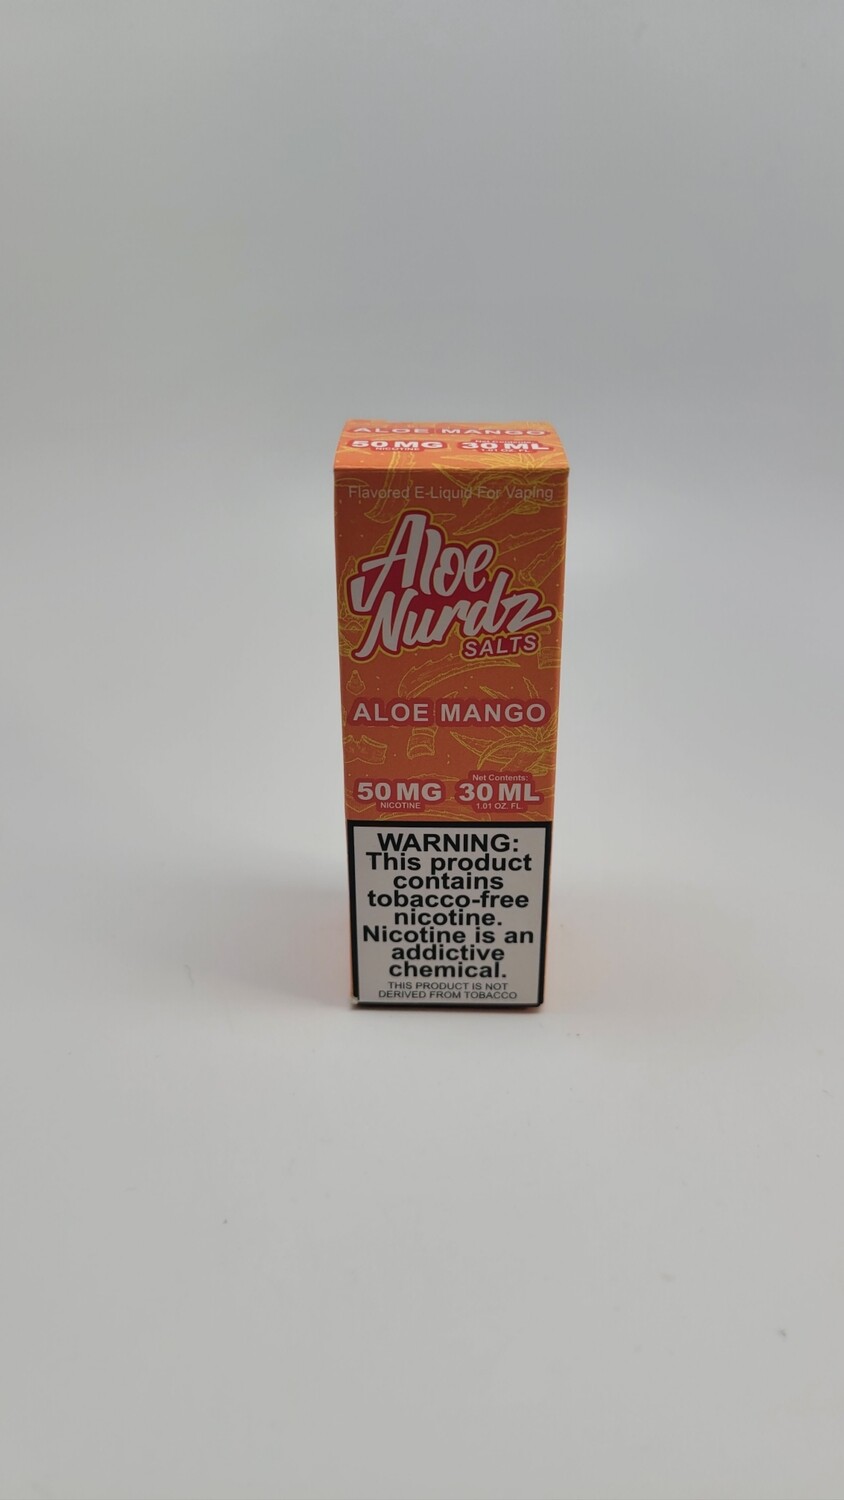 ALOE MANGO
50 MG 30 ML
NICOTINE
Flavored E-Liquid For Vaping
Aloe
Nurdz
SALTS
ALOE MANGO
Net Contents:
50 MG 30 ML
NICOTINE 1.01 OZ. FL.
WARNING:
This product
contains
tobacco-free
nicotine.
Nicotine is an
addictive
chemical.
THIS PRODUCT IS NOT
DERIVED FROM TOBACCO